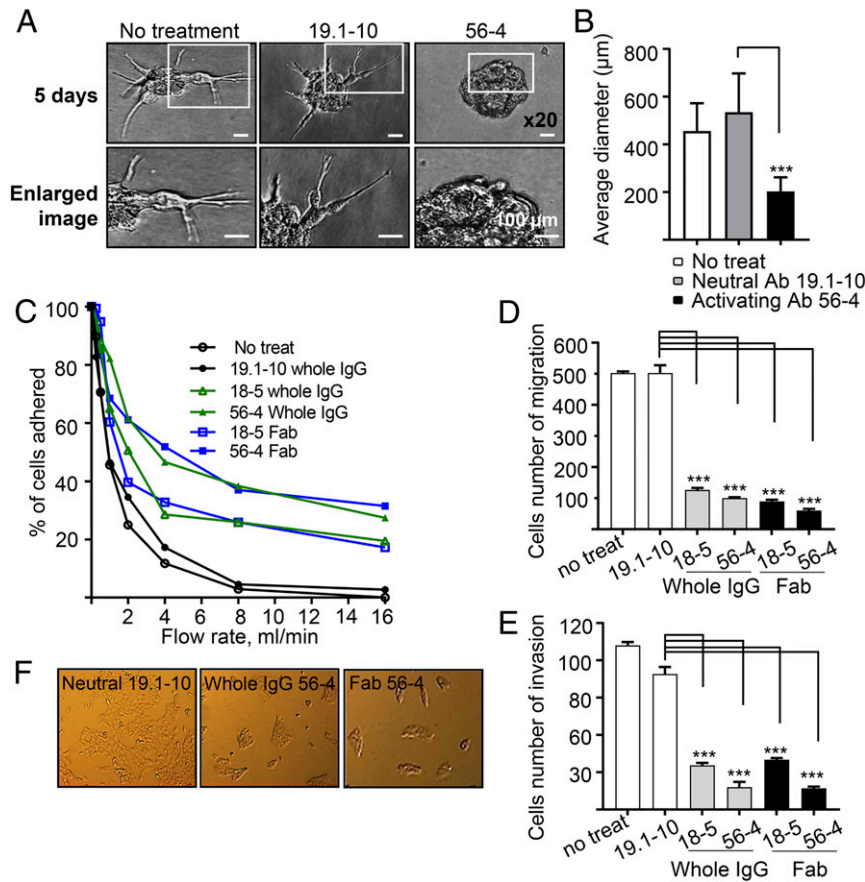 A
No treatment 19.1-10 56-4
5 days
x20
Enlarged
image
100 µm
B
Average diameter (µm)
800
600
400
200
***
No treat
Neutral Ab 19.1-10
Activating Ab 56-4
C
% of cells adhered
100
80
60
40
20
2 4 6 8 10 12 14 16
Flow rate, ml/min
No treat
19.1-10 whole IgG
18-5 whole IgG
56-4 Whole IgG
18-5 Fab
56-4 Fab
D
Cells number of migration
600
500
300
200
100
*** *** *** ***
no treat 19.1-10 18-5 56-4 18-5 56-4
Whole IgG Fab
E
Cells number of invasion
120
100
80
60
30
*** *** *** ***
no treat 19.1-10 18-5 56-4 18-5 56-4
Whole IgG Fab
F
Neutral 19.1-10 Whole IgG 56-4 Fab 56-4